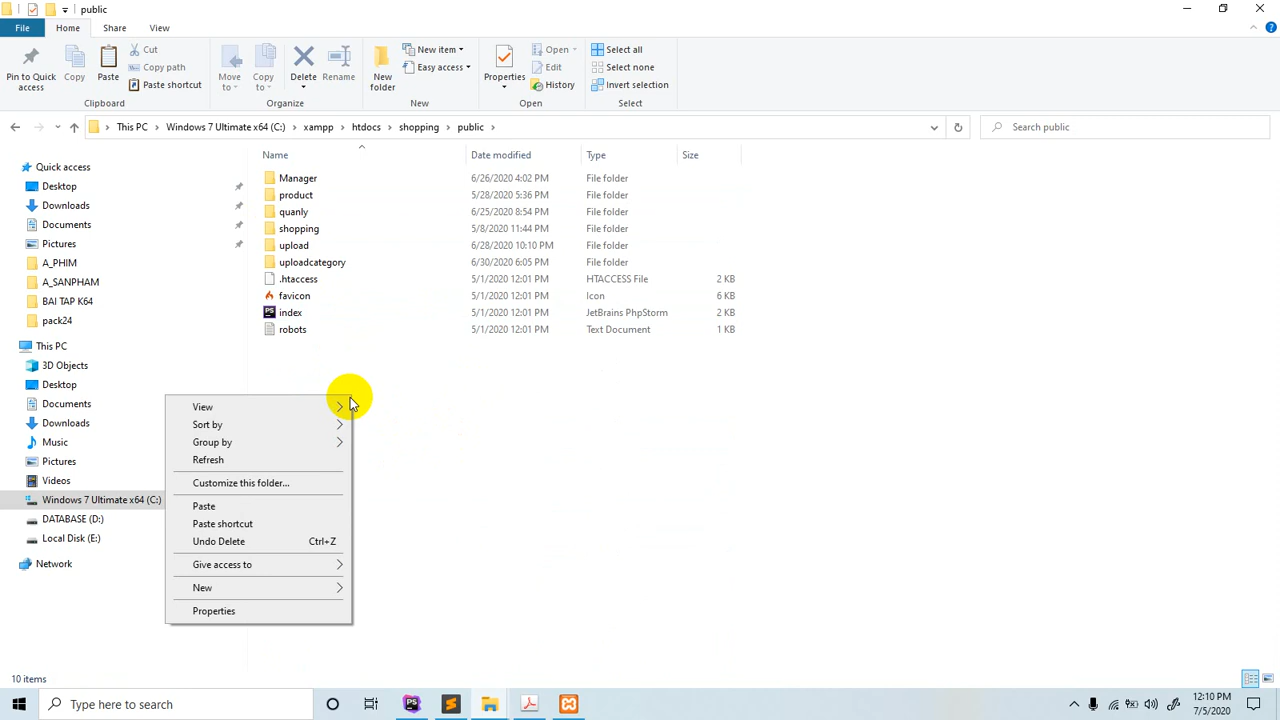 public
File Home Share View
Pin to Quick access
Copy
Paste
Cut
Copy path
Paste shortcut
Clipboard
Move to
Copy to
Delete
Rename
Organize
New folder
New item
Easy access
New
Properties
Open
Edit
History
Open
Select all
Select none
Invert selection
Select
This PC Windows 7 Ultimate x64 (C:) xampp htdocs shopping public
Search public
Name Date modified Type Size
Manager 6/26/2020 4:02 PM File folder
product 5/28/2020 5:36 PM File folder
quanly 6/25/2020 8:54 PM File folder
shopping 5/8/2020 11:44 PM File folder
upload 6/28/2020 10:10 PM File folder
uploadcategory 6/30/2020 6:05 PM File folder
.htaccess 5/1/2020 12:01 PM HTACCESS File 2 KB
favicon 5/1/2020 12:01 PM Icon 6 KB
index 5/1/2020 12:01 PM JetBrains PhpStorm 2 KB
robots 5/1/2020 12:01 PM Text Document 1 KB
Quick access
Desktop
Downloads
Documents
Pictures
A_PHIM
A_SANPHAM
BAI TAP K64
pack24
This PC
3D Objects
Desktop
Documents
Downloads
Music
Pictures
Videos
Windows 7 Ultimate x64 (C:)
DATABASE (D:)
Local Disk (E:)
Network
View
Sort by
Group by
Refresh
Customize this folder...
Paste
Paste shortcut
Undo Delete Ctrl+Z
Give access to
New
Properties
10 items
Type here to search
PS
12:10 PM
7/5/2020